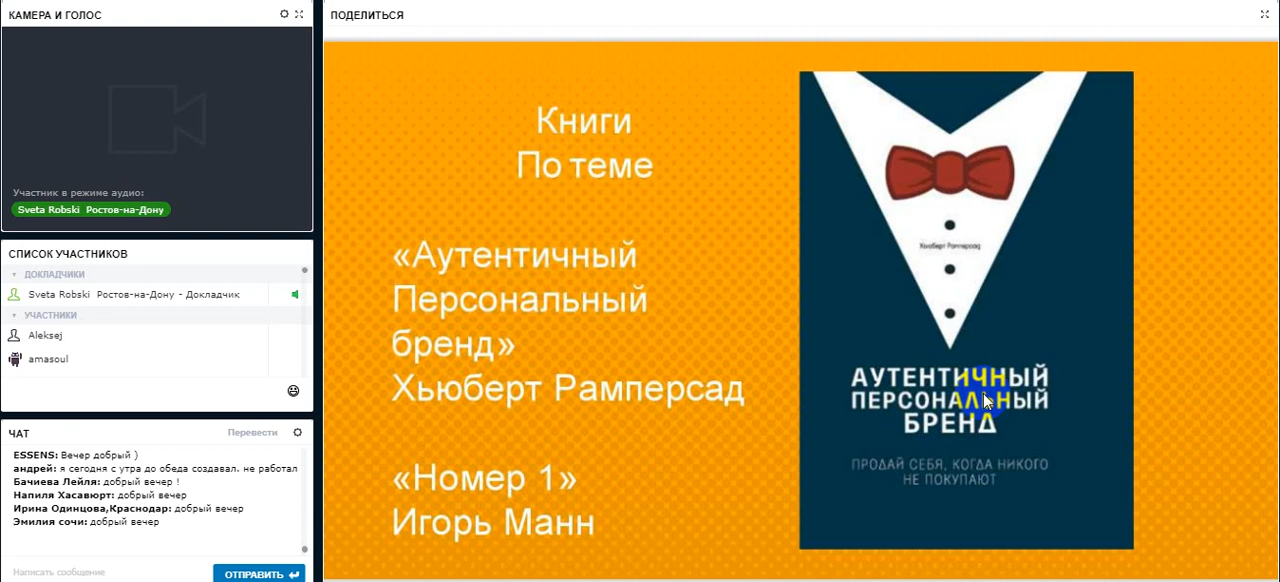 КАМЕРА И ГОЛОС
Участник в режиме аудио:
Sveta Robski Ростов-на-Дону
СПИСОК УЧАСТНИКОВ
ДОКЛАДЧИКИ
Sveta Robski Ростов-на-Дону - Докладчик
УЧАСТНИКИ
Aleksej
amasoul
ЧАТ
Перевести
ESSENS: Вечер добрый )
андрей: я сегодня с утра до обеда создавал. не работал
Бачиева Лейля: добрый вечер !
Напиля Хасавюрт: добрый вечер
Ирина Одинцова,Краснодар: добрый вечер
Эмилия сочи: добрый вечер
Написать сообщение
ОТПРАВИТЬ
ПОДЕЛИТЬСЯ
Книги
По теме
«Аутентичный
Персональный
бренд»
Хьюберт Рамперсад
«Номер 1»
Игорь Манн
Хьюберт Рамперсад
АУТЕНТИЧНЫЙ
ПЕРСОНАЛЬНЫЙ
БРЕНД
ПРОДАЙ СЕБЯ, КОГДА НИКОГО
НЕ ПОКУПАЮТ